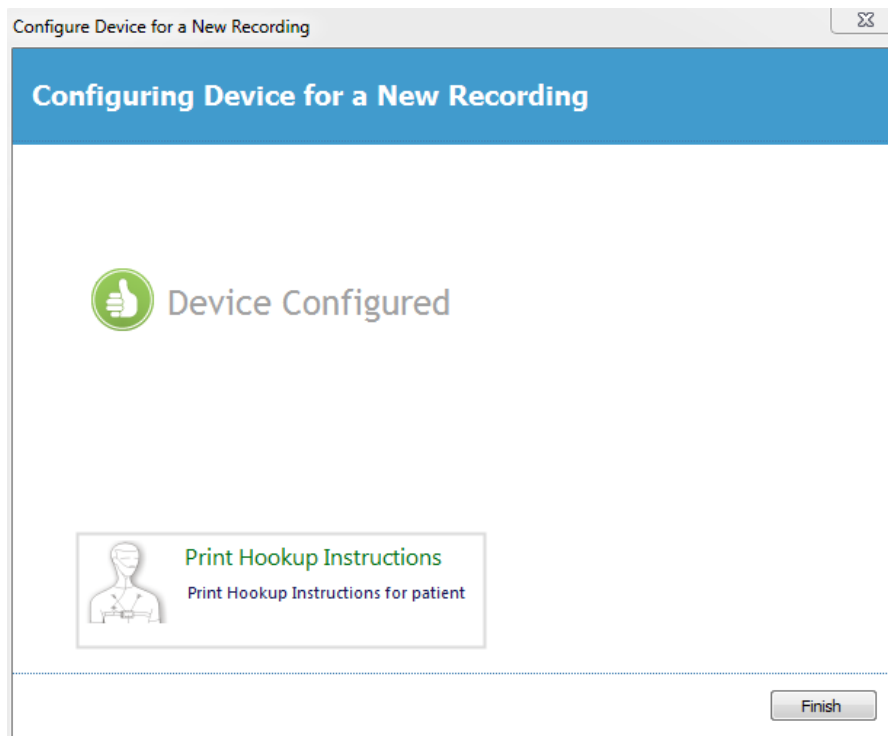 Configure Device for a New Recording
Configuring Device for a New Recording
Device Configured
Print Hookup Instructions
Print Hookup Instructions for patient
Finish